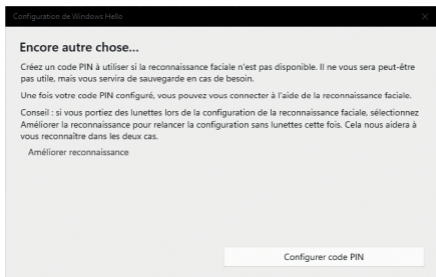 Configuration de Windows Hello
Encore autre chose...
Créez un code PIN à utiliser si la reconnaissance faciale n'est pas disponible. Il ne vous sera peut-être
pas utile, mais vous servira de sauvegarde en cas de besoin.
Une fois votre code PIN configuré, vous pouvez vous connecter à l'aide de la reconnaissance faciale.
Conseil : si vous portiez des lunettes lors de la configuration de la reconnaissance faciale, sélectionnez
Améliorer la reconnaissance pour relancer la configuration sans lunettes cette fois. Cela nous aidera à
vous reconnaître dans les deux cas.
Améliorer reconnaissance
Configurer code PIN